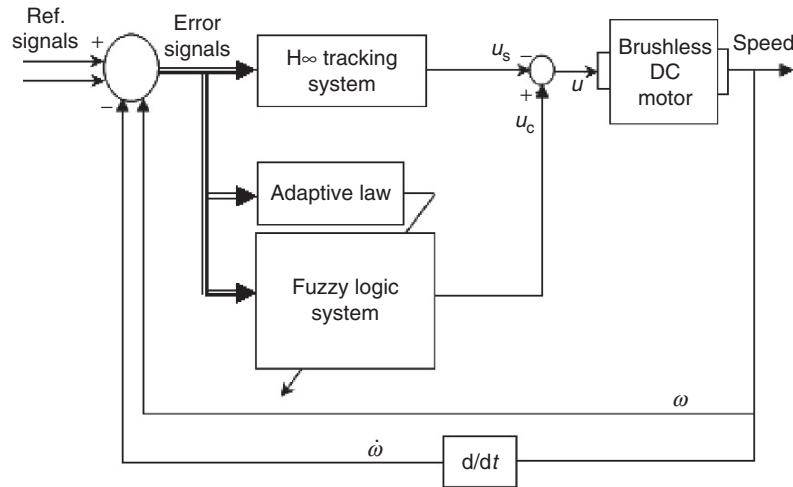 Ref.
signals
+
−
Error
signals
H∞ tracking
system
u_s
−
+
u_c
u
Brushless
DC
motor
Speed
Adaptive law
Fuzzy logic
system
ω
ω̇
d/dt